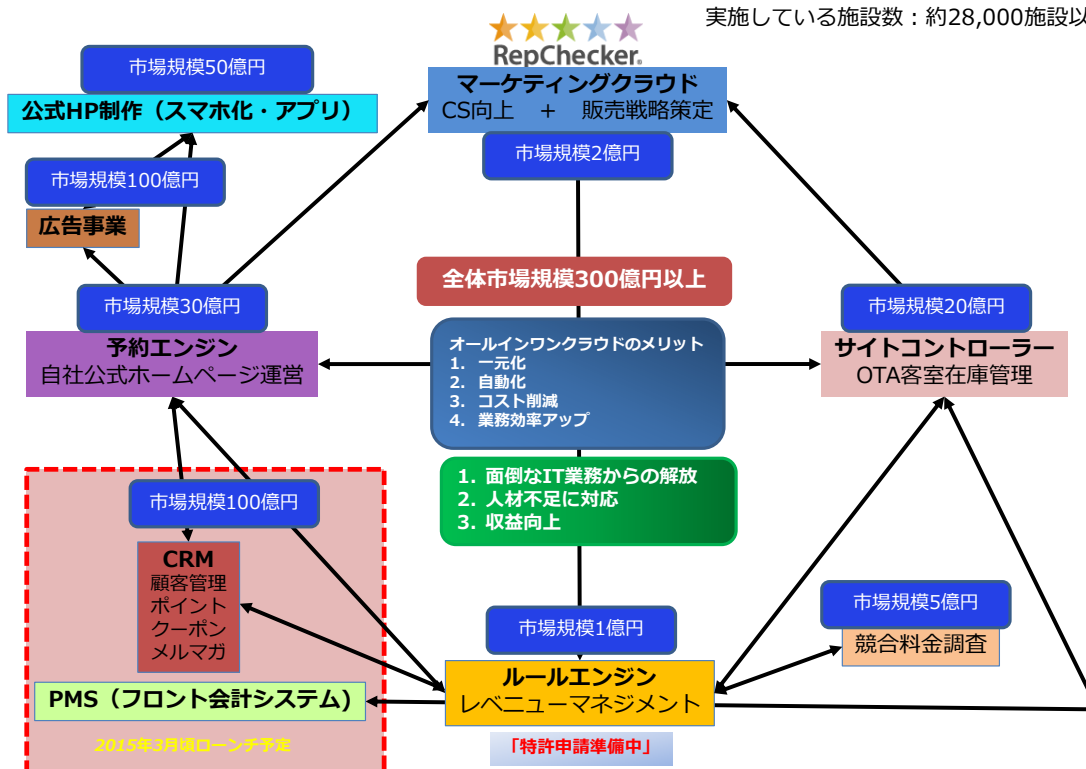 実施している施設数：約28,000施設以
RepChecker.
市場規模50億円
マーケティングクラウド
CS向上　＋　販売戦略策定
公式HP制作（スマホ化・アプリ）
市場規模2億円
市場規模100億円
広告事業
全体市場規模300億円以上
市場規模30億円
市場規模20億円
予約エンジン
自社公式ホームページ運営
オールインワンクラウドのメリット
1. 一元化
2. 自動化
3. コスト削減
4. 業務効率アップ
サイトコントローラー
OTA客室在庫管理
1. 面倒なIT業務からの解放
2. 人材不足に対応
3. 収益向上
市場規模100億円
CRM
顧客管理
ポイント
クーポン
メルマガ
市場規模5億円
競合料金調査
市場規模1億円
ルールエンジン
レベニューマネジメント
PMS（フロント会計システム)
2015年3月頃ローンチ予定
「特許申請準備中」